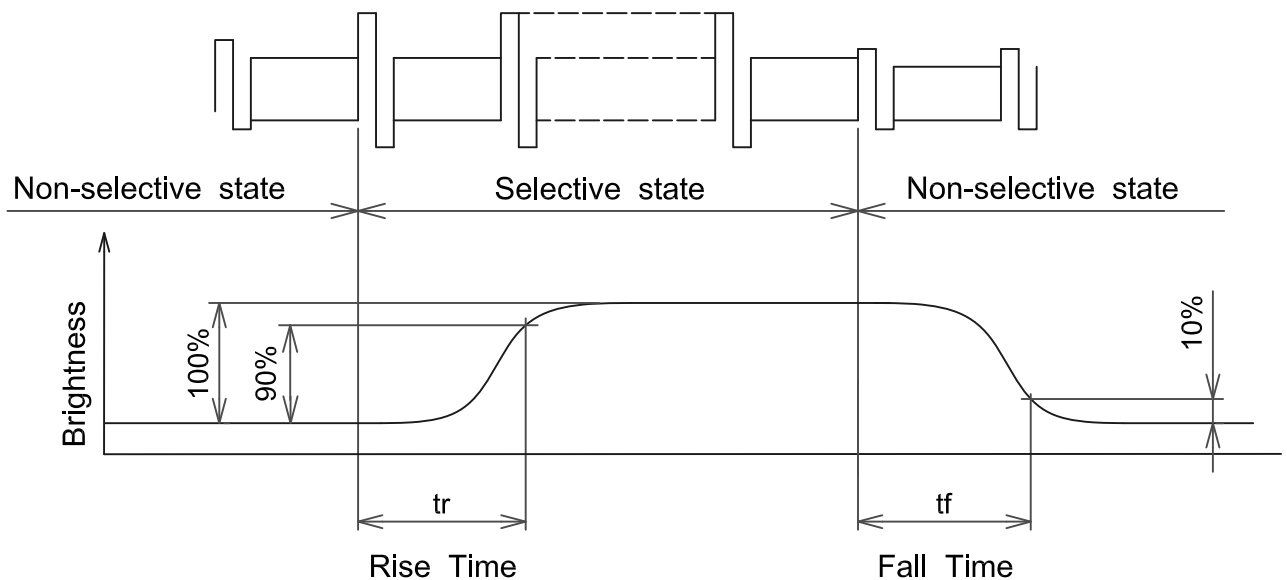 Non-selective state
Selective state
Non-selective state
Brightness
100%
90%
10%
tr
tf
Rise Time
Fall Time